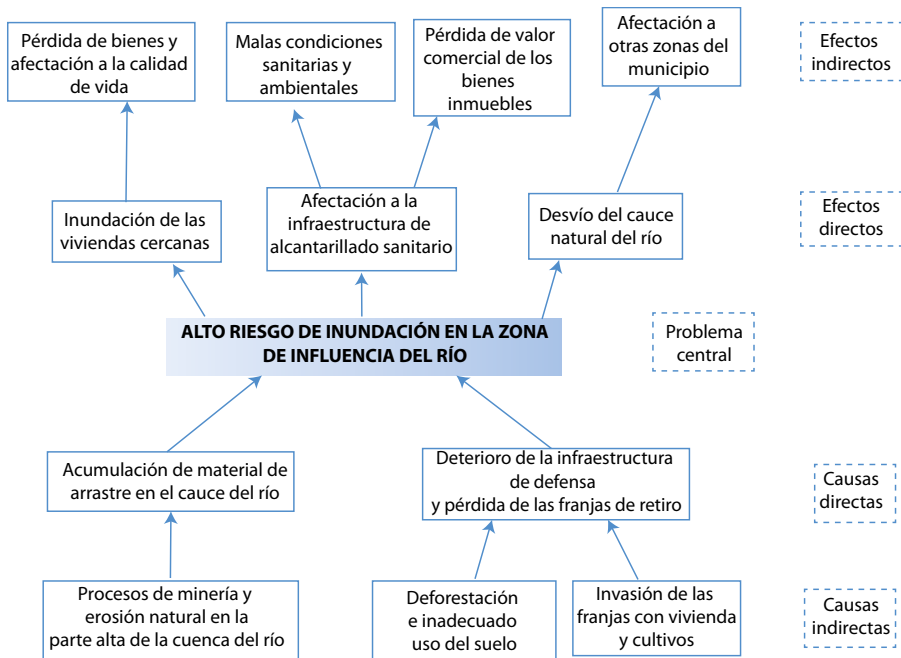 Pérdida de bienes y
afectación a la calidad
de vida
Malas condiciones
sanitarias y
ambientales
Pérdida de valor
comercial de los
bienes
inmuebles
Afectación a
otras zonas del
municipio
Efectos
indirectos
Inundación de las
viviendas cercanas
Afectación a la
infraestructura de
alcantarillado sanitario
Desvío del cauce
natural del río
Efectos
directos
ALTO RIESGO DE INUNDACIÓN EN LA ZONA
DE INFLUENCIA DEL RÍO
Problema
central
Acumulación de material de
arrastre en el cauce del río
Deterioro de la infraestructura
de defensa
y pérdida de las franjas de retiro
Causas
directas
Procesos de minería y
erosión natural en la
parte alta de la cuenca del río
Deforestación
e inadecuado
uso del suelo
Invasión de las
franjas con vivienda
y cultivos
Causas
indirectas